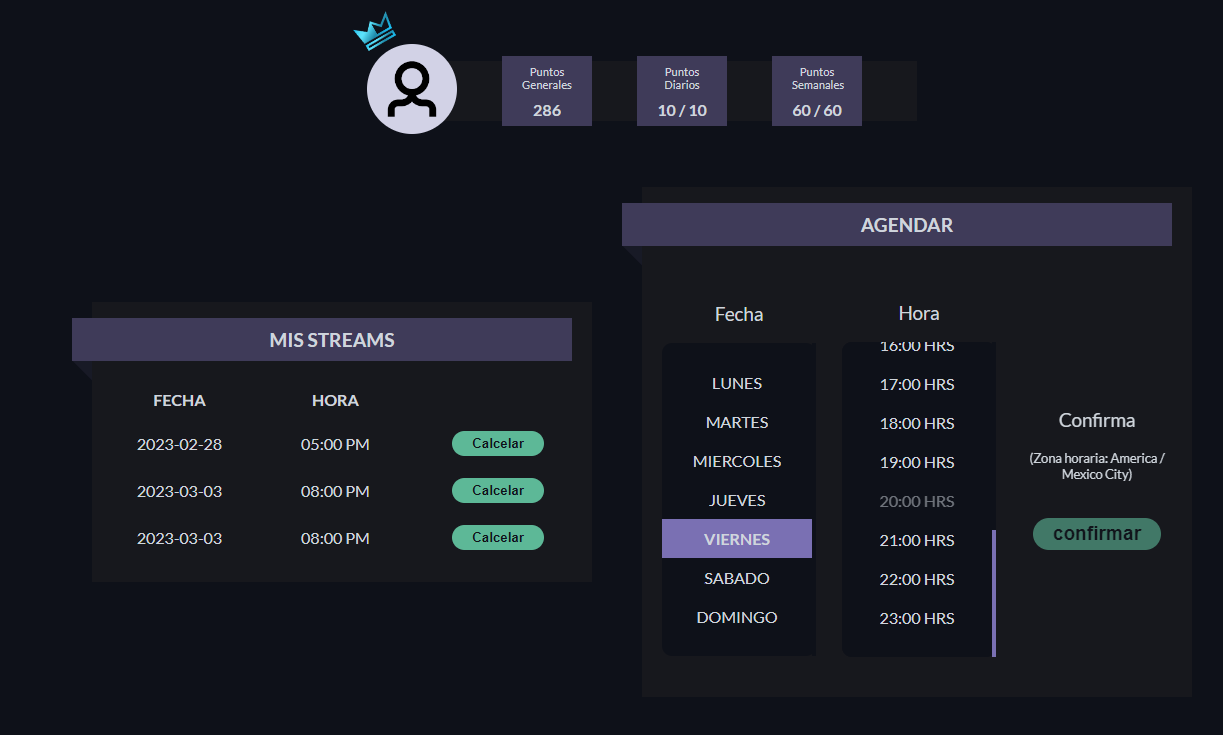 Puntos
Generales
286
Puntos
Diarios
10 / 10
Puntos
Semanales
60 / 60
MIS STREAMS
FECHA HORA
2023-02-28 05:00 PM Calcelar
2023-03-03 08:00 PM Calcelar
2023-03-03 08:00 PM Calcelar
AGENDAR
Fecha
LUNES
MARTES
MIERCOLES
JUEVES
VIERNES
SABADO
DOMINGO
Hora
16:00 HRS
17:00 HRS
18:00 HRS
19:00 HRS
20:00 HRS
21:00 HRS
22:00 HRS
23:00 HRS
Confirma
(Zona horaria: America /
Mexico City)
confirmar